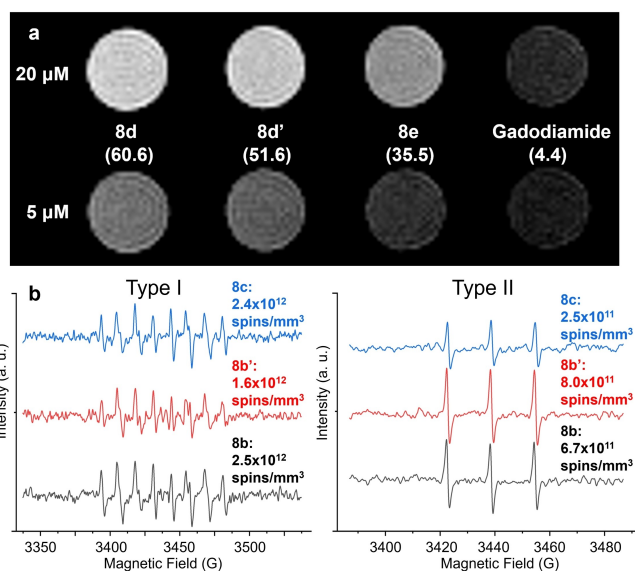 a
20 μM
8d
(60.6)
8d’
(51.6)
8e
(35.5)
Gadodiamide
(4.4)
5 μM
b
Type I
8c:
2.4x10¹²
spins/mm³
8b’:
1.6x10¹²
spins/mm³
8b:
2.5x10¹²
spins/mm³
Intensity (a. u.)
3350 3400 3450 3500
Magnetic Field (G)
Type II
8c:
2.5x10¹¹
spins/mm³
8b’:
8.0x10¹¹
spins/mm³
8b:
6.7x10¹¹
spins/mm³
Intensity (a. u.)
3400 3420 3440 3460 3480
Magnetic Field (G)